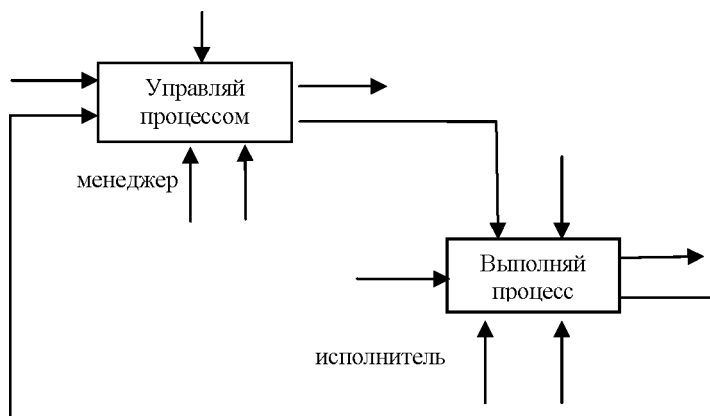 Управляй
процессом
менеджер
Выполняй
процесс
исполнитель